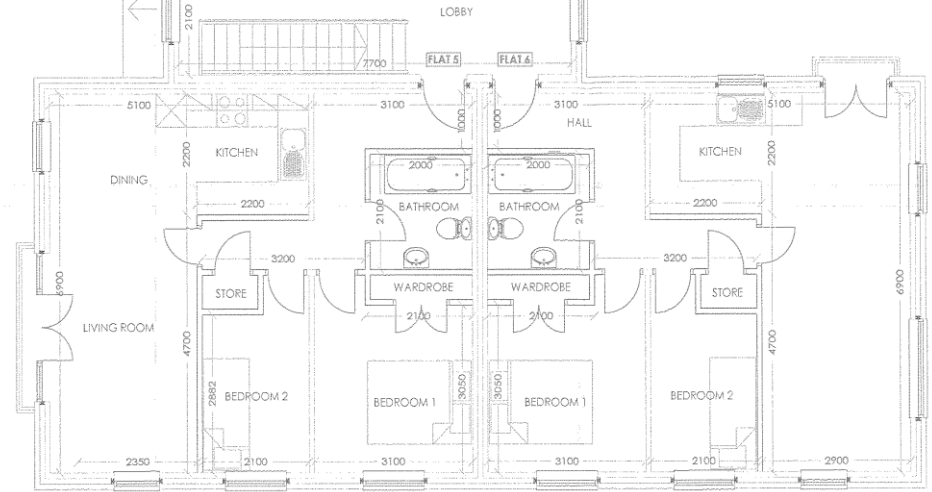 LOBBY
2100
FLAT 5 FLAT 6
7700
5100 3100 3100 5100
HALL
KITCHEN KITCHEN
2200 2000 2000 2200
DINING
2200 BATHROOM BATHROOM 2200
2100 2100
3200 3200
6900 STORE WARDROBE WARDROBE STORE 6900
2100 2100
LIVING ROOM
4700 4700
2882 3050 3050
BEDROOM 2 BEDROOM 1 BEDROOM 1 BEDROOM 2
2350 2100 3100 3100 2100 2900